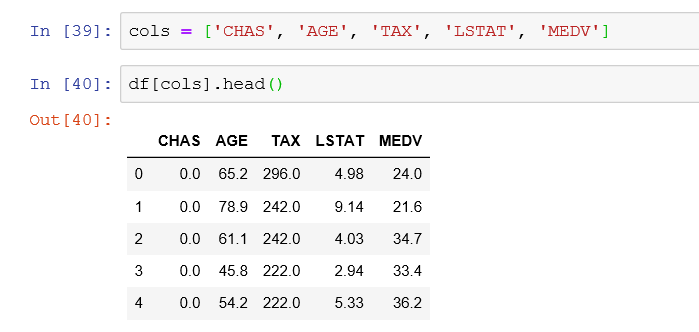 In [39]: cols = ['CHAS', 'AGE', 'TAX', 'LSTAT', 'MEDV']
In [40]: df[cols].head()
Out[40]:
CHAS AGE TAX LSTAT MEDV
0 0.0 65.2 296.0 4.98 24.0
1 0.0 78.9 242.0 9.14 21.6
2 0.0 61.1 242.0 4.03 34.7
3 0.0 45.8 222.0 2.94 33.4
4 0.0 54.2 222.0 5.33 36.2